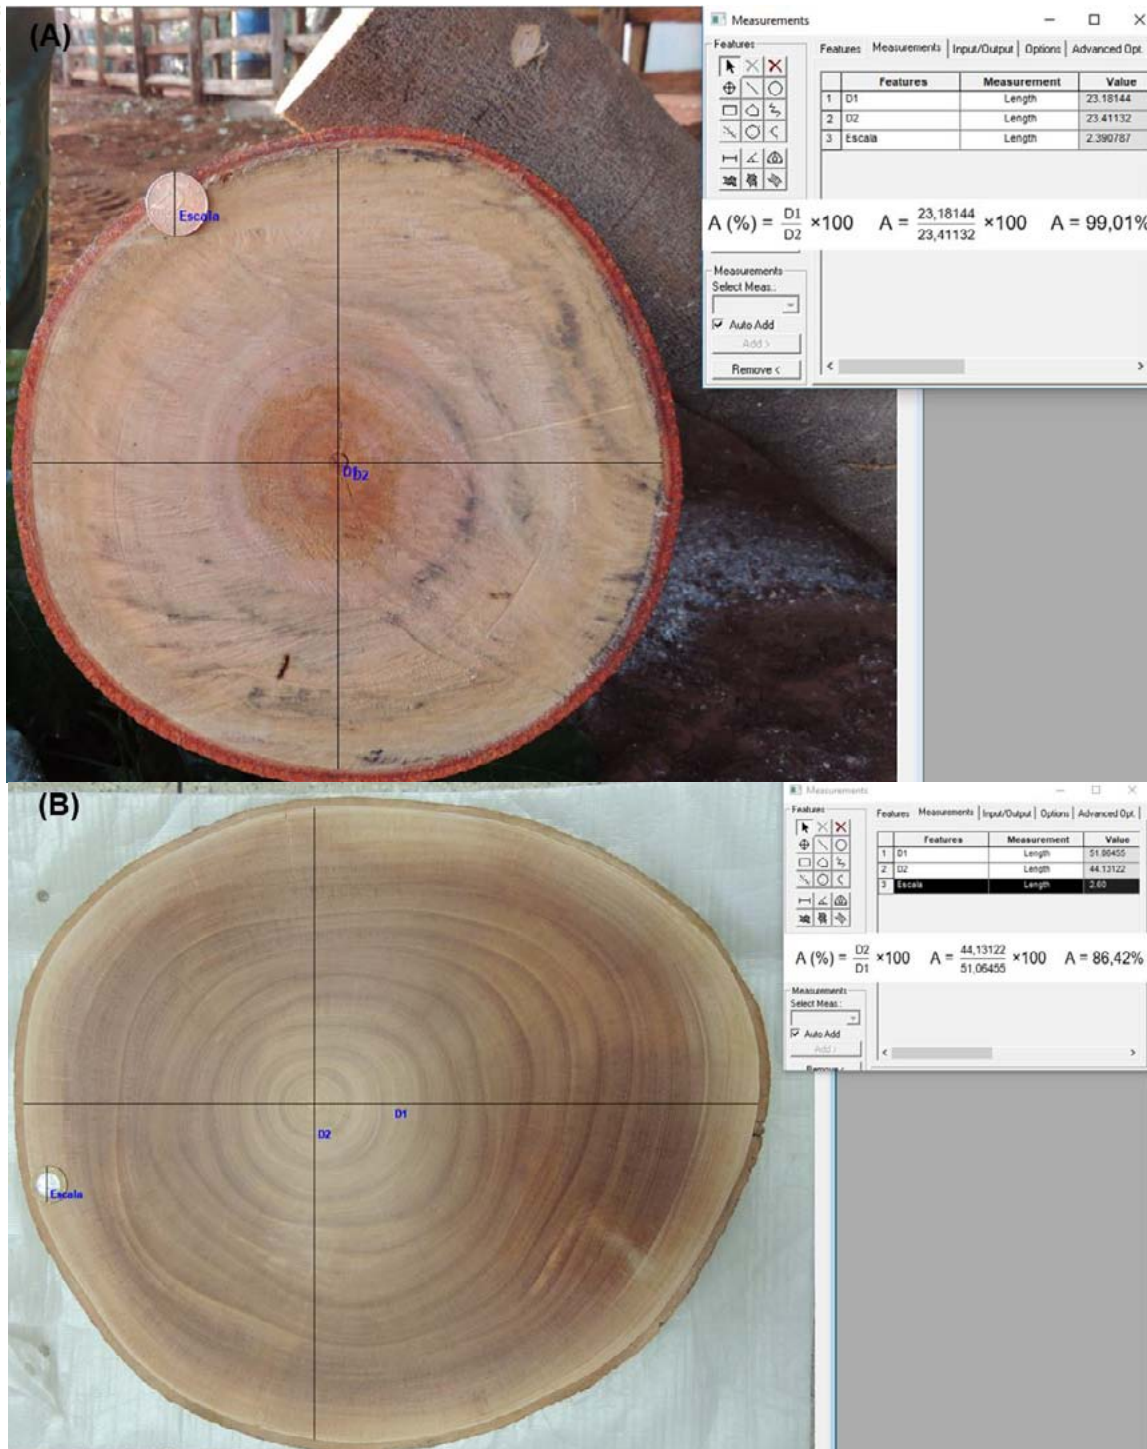 (A)
Escala
D1
D2
Measurements
Features
Features Measurements Input/Output Options Advanced Opt.
Features Measurement Value
1 D1 Length 23.18144
2 D2 Length 23.41132
3 Escala Length 2.390787
A (%) = D1/D2 ×100 A = 23,18144/23,41132 ×100 A = 99,01%
Measurements
Select Meas.:
Auto Add
Add >
Remove <
(B)
D1
D2
Escala
Measurements
Features
Features Measurements Input/Output Options Advanced Opt.
Features Measurement Value
1 D1 Length 51.06455
2 D2 Length 44.13122
3 Escala Length 2.60
A (%) = D2/D1 ×100 A = 44,13122/51,06455 ×100 A = 86,42%
Measurements
Select Meas.:
Auto Add
Add >
Remove <